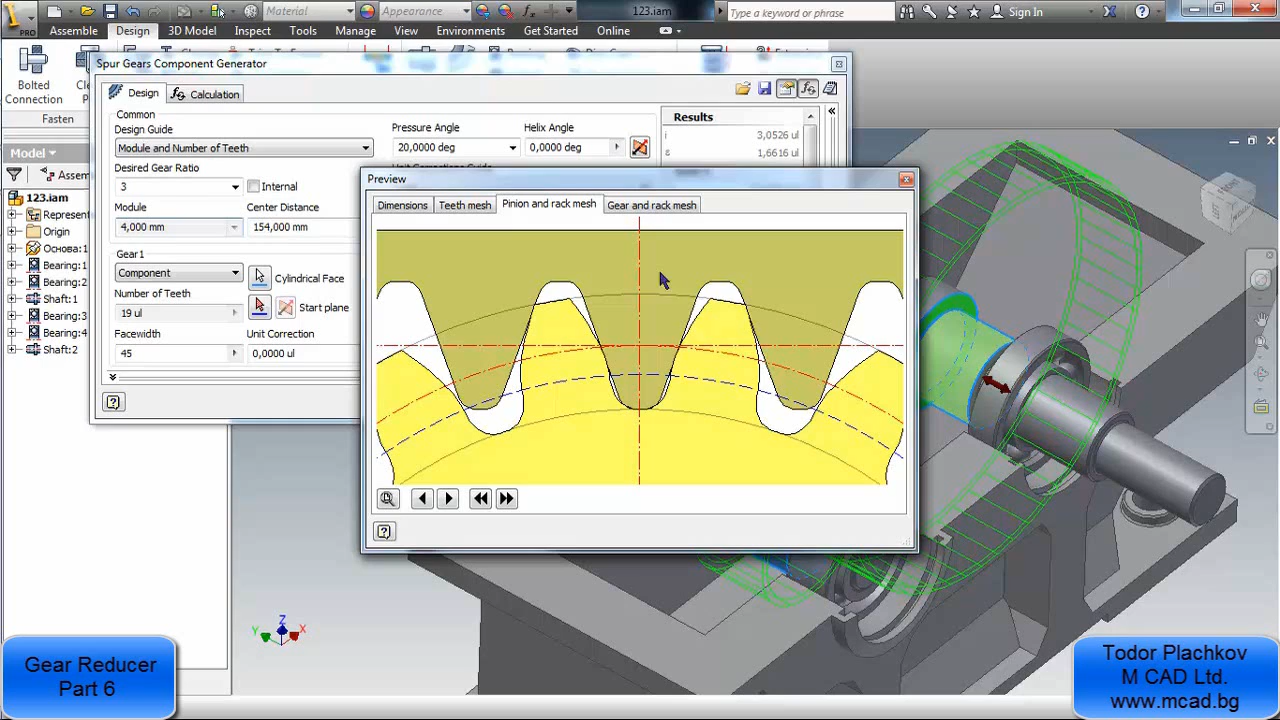 Material
Appearance
123.iam
Type a keyword or phrase
Sign In
PRO
Assemble
Design
3D Model
Inspect
Tools
Manage
View
Environments
Get Started
Online
Bolted
Connection
Fasten
Spur Gears Component Generator
Design
Calculation
Common
Design Guide
Module and Number of Teeth
Pressure Angle
20,0000 deg
Helix Angle
0,0000 deg
Desired Gear Ratio
3
Internal
Module
4,000 mm
Center Distance
154,000 mm
Gear1
Component
Cylindrical Face
Number of Teeth
19 ul
Start plane
Facewidth
45
Unit Correction
0,0000 ul
Results
i
3,0526 ul
ε
1,6616 ul
Model
Assem
123.iam
Represent
Origin
Основа:1
Bearing:1
Bearing:2
Shaft:1
Bearing:3
Bearing:4
Shaft:2
Preview
Dimensions
Teeth mesh
Pinion and rack mesh
Gear and rack mesh
Z
Y
X
Gear Reducer
Part 6
Todor Plachkov
M CAD Ltd.
www.mcad.bg